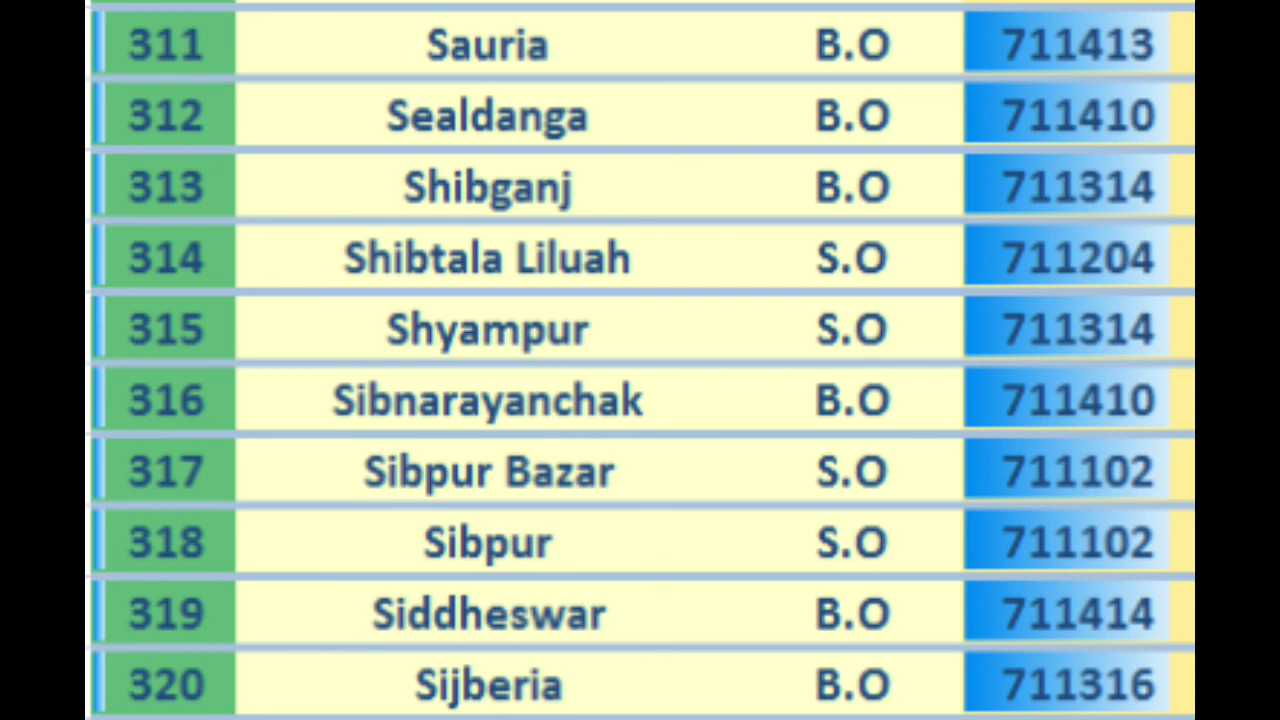 311 Sauria B.O 711413
312 Sealdanga B.O 711410
313 Shibganj B.O 711314
314 Shibtala Liluah S.O 711204
315 Shyampur S.O 711314
316 Sibnarayanchak B.O 711410
317 Sibpur Bazar S.O 711102
318 Sibpur S.O 711102
319 Siddheswar B.O 711414
320 Sijberia B.O 711316